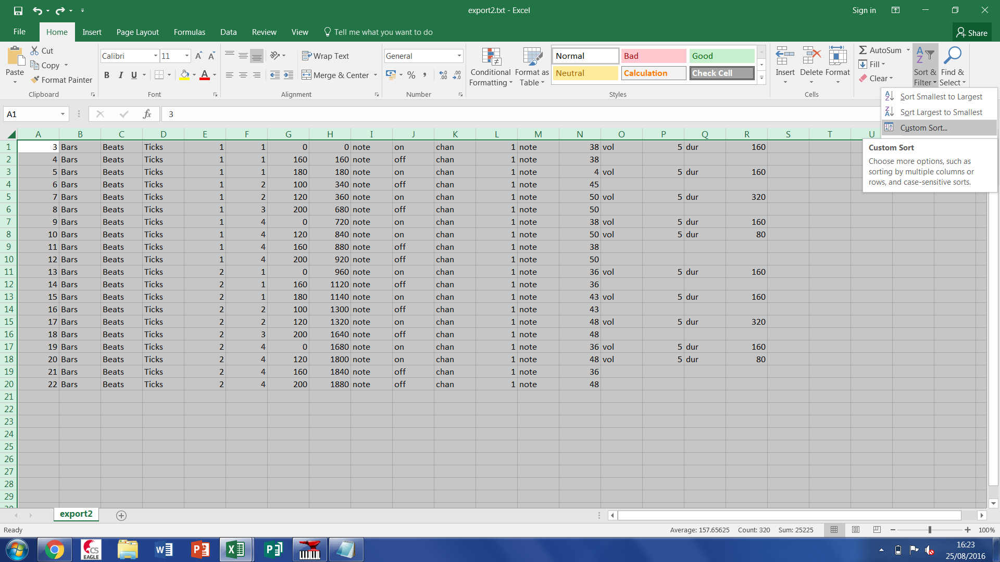 export2.txt - Excel
Sign in
File Home Insert Page Layout Formulas Data Review View Tell me what you want to do Share
Paste Cut Copy Format Painter Clipboard
Calibri 11 B I U A Font
Wrap Text Merge & Center Alignment
General % Number
Conditional Formatting Format as Table
Normal Bad Good
Neutral Calculation Check Cell
Styles
Insert Delete Format Cells
AutoSum Fill Clear
Sort & Filter Find & Select
Sort Smallest to Largest
Sort Largest to Smallest
Custom Sort...
Custom Sort
Choose more options, such as
sorting by multiple columns or
rows, and case-sensitive sorts.
A1 fx 3
A B C D E F G H I J K L M N O P Q R S T U
1 3 Bars Beats Ticks 1 1 0 0 note on chan 1 note 38 vol 5 dur 160
2 4 Bars Beats Ticks 1 1 160 160 note off chan 1 note 38
3 5 Bars Beats Ticks 1 1 180 180 note on chan 1 note 4 vol 5 dur 160
4 6 Bars Beats Ticks 1 2 100 340 note off chan 1 note 45
5 7 Bars Beats Ticks 1 2 120 360 note on chan 1 note 50 vol 5 dur 320
6 8 Bars Beats Ticks 1 3 200 680 note off chan 1 note 50
7 9 Bars Beats Ticks 1 4 0 720 note on chan 1 note 38 vol 5 dur 160
8 10 Bars Beats Ticks 1 4 120 840 note on chan 1 note 50 vol 5 dur 80
9 11 Bars Beats Ticks 1 4 160 880 note off chan 1 note 38
10 12 Bars Beats Ticks 1 4 200 920 note off chan 1 note 50
11 13 Bars Beats Ticks 2 1 0 960 note on chan 1 note 36 vol 5 dur 160
12 14 Bars Beats Ticks 2 1 160 1120 note off chan 1 note 36
13 15 Bars Beats Ticks 2 1 180 1140 note on chan 1 note 43 vol 5 dur 160
14 16 Bars Beats Ticks 2 2 100 1300 note off chan 1 note 43
15 17 Bars Beats Ticks 2 2 120 1320 note on chan 1 note 48 vol 5 dur 320
16 18 Bars Beats Ticks 2 3 200 1640 note off chan 1 note 48
17 19 Bars Beats Ticks 2 4 0 1680 note on chan 1 note 36 vol 5 dur 160
18 20 Bars Beats Ticks 2 4 120 1800 note on chan 1 note 48 vol 5 dur 80
19 21 Bars Beats Ticks 2 4 160 1840 note off chan 1 note 36
20 22 Bars Beats Ticks 2 4 200 1880 note off chan 1 note 48
21
22
23
24
25
26
27
28
29
export2
Ready
Average: 157.65625 Count: 320 Sum: 25225 100%
CS EAGLE
16:23
25/08/2016